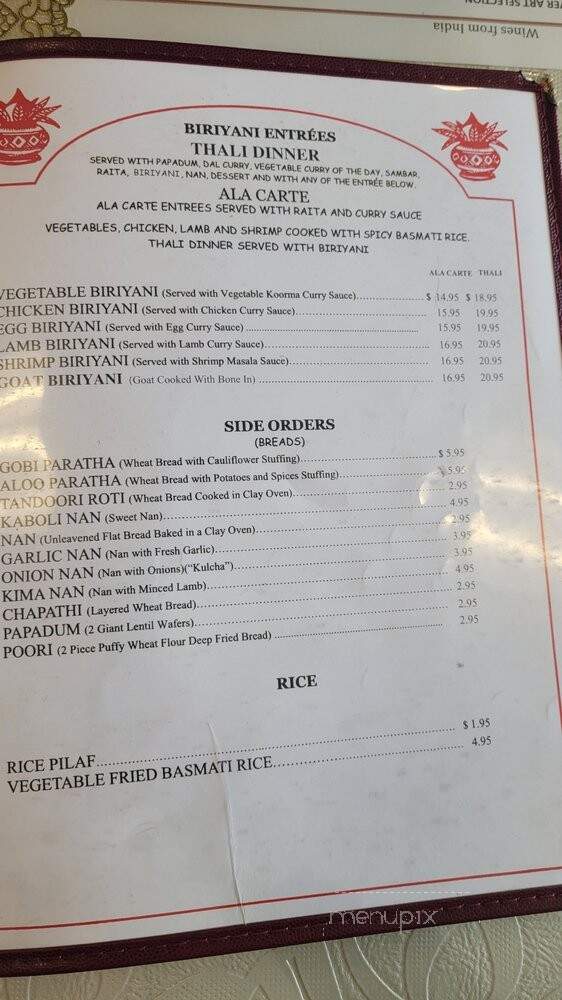 VER ART SELECTION
Wines from India
BIRIYANI ENTRÉES
THALI DINNER
SERVED WITH PAPADUM, DAL CURRY, VEGETABLE CURRY OF THE DAY, SAMBAR,
RAITA, BIRIYANI, NAN, DESSERT AND WITH ANY OF THE ENTRÉE BELOW.
ALA CARTE
ALA CARTE ENTREES SERVED WITH RAITA AND CURRY SAUCE
VEGETABLES, CHICKEN, LAMB AND SHRIMP COOKED WITH SPICY BASMATI RICE.
THALI DINNER SERVED WITH BIRIYANI
ALA CARTE THALI
VEGETABLE BIRIYANI (Served with Vegetable Koorma Curry Sauce) $ 14.95 $ 18.95
CHICKEN BIRIYANI (Served with Chicken Curry Sauce) 15.95 19.95
EGG BIRIYANI (Served with Egg Curry Sauce) 15.95 19.95
LAMB BIRIYANI (Served with Lamb Curry Sauce) 16.95 20.95
SHRIMP BIRIYANI (Served with Shrimp Masala Sauce) 16.95 20.95
GOAT BIRIYANI (Goat Cooked With Bone In) 16.95 20.95
SIDE ORDERS
(BREADS)
GOBI PARATHA (Wheat Bread with Cauliflower Stuffing) $ 5.95
ALOO PARATHA (Wheat Bread with Potatoes and Spices Stuffing) 5.95
TANDOORI ROTI (Wheat Bread Cooked in Clay Oven) 2.95
KABOLI NAN (Sweet Nan) 4.95
NAN (Unleavened Flat Bread Baked in a Clay Oven) 2.95
GARLIC NAN (Nan with Fresh Garlic) 3.95
ONION NAN (Nan with Onions)("Kulcha") 3.95
KIMA NAN (Nan with Minced Lamb) 4.95
CHAPATHI (Layered Wheat Bread) 2.95
PAPADUM (2 Giant Lentil Wafers) 2.95
POORI (2 Piece Puffy Wheat Flour Deep Fried Bread) 2.95
RICE
RICE PILAF $ 1.95
VEGETABLE FRIED BASMATI RICE 4.95
menupix